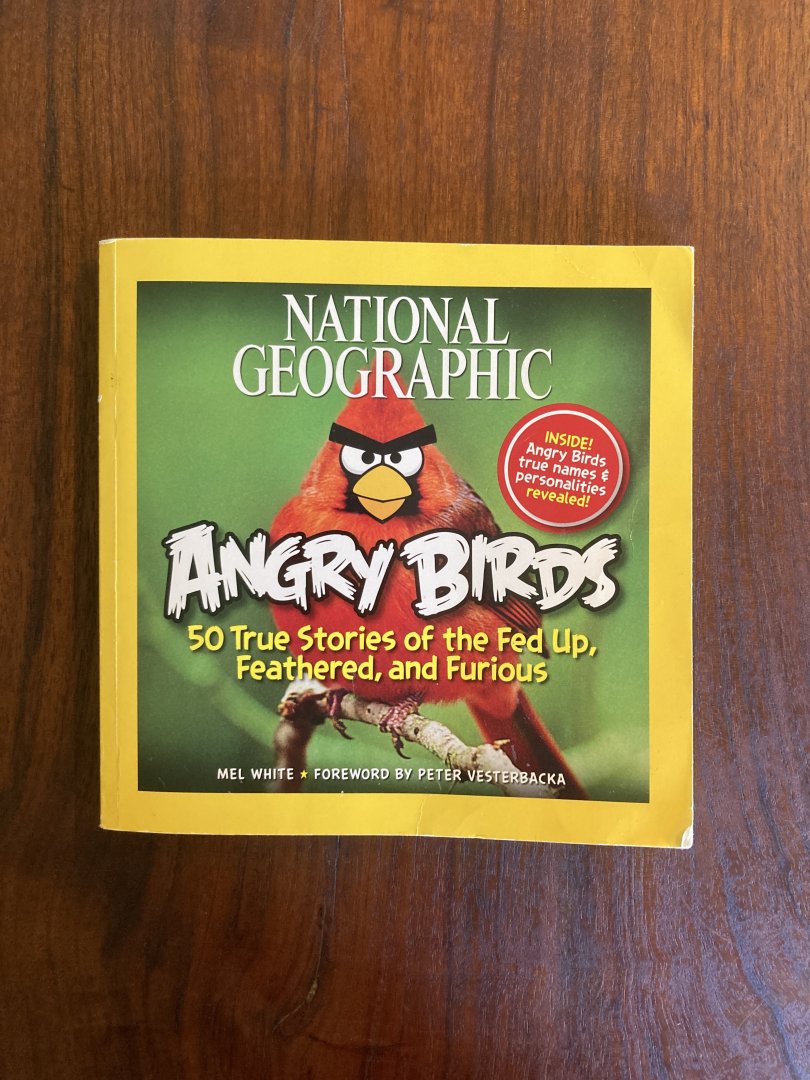 NATIONAL
GEOGRAPHIC
INSIDE!
Angry Birds
true names &
personalities
revealed!
ANGRY BIRDS
50 True Stories of the Fed Up,
Feathered, and Furious
MEL WHITE ★ FOREWORD BY PETER VESTERBACKA